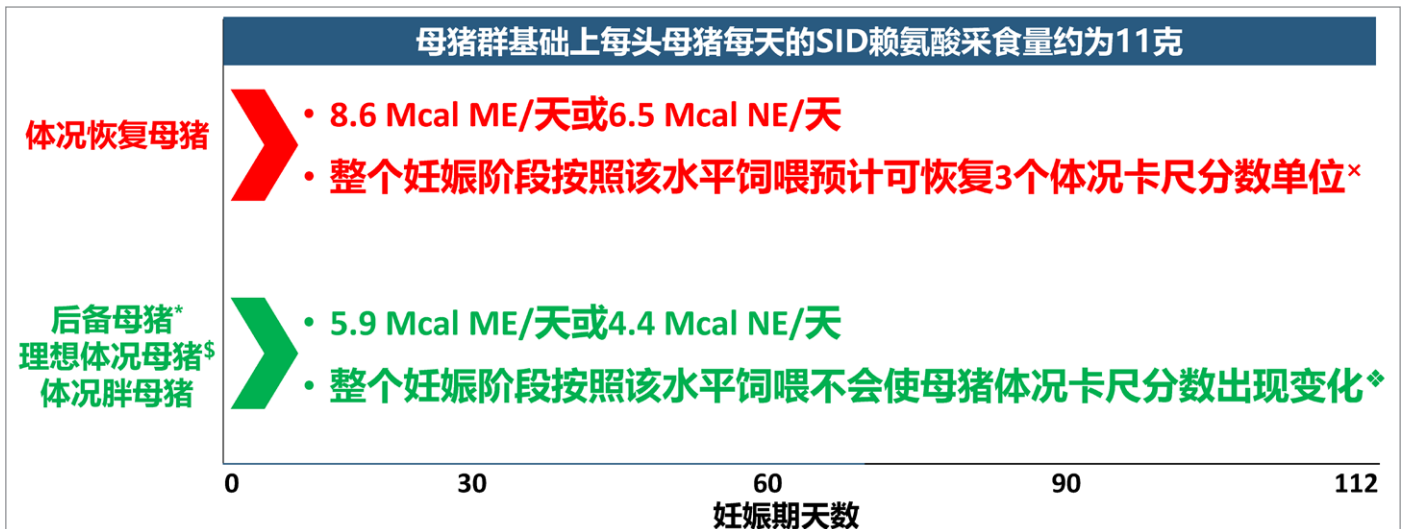 母猪群基础上每头母猪每天的SID赖氨酸采食量约为11克
体况恢复母猪
• 8.6 Mcal ME/天或6.5 Mcal NE/天
• 整个妊娠阶段按照该水平饲喂预计可恢复3个体况卡尺分数单位×
后备母猪*
理想体况母猪$
体况胖母猪
• 5.9 Mcal ME/天或4.4 Mcal NE/天
• 整个妊娠阶段按照该水平饲喂不会使母猪体况卡尺分数出现变化❖
0 30 60 90 112
妊娠期天数